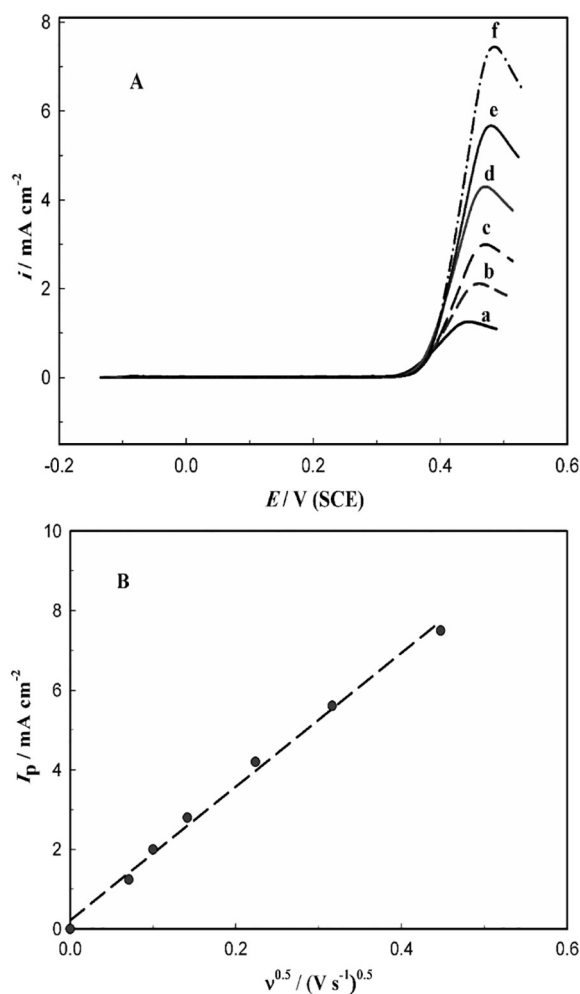 8
A
f
e
6
d
i / mA cm⁻²
4
c
b
2
a
0
-0.2 0.0 0.2 0.4 0.6
E / V (SCE)
10
B
8
6
Iₚ / mA cm⁻²
4
2
0
0.0 0.2 0.4 0.6
ν⁰·⁵ / (V s⁻¹)⁰·⁵